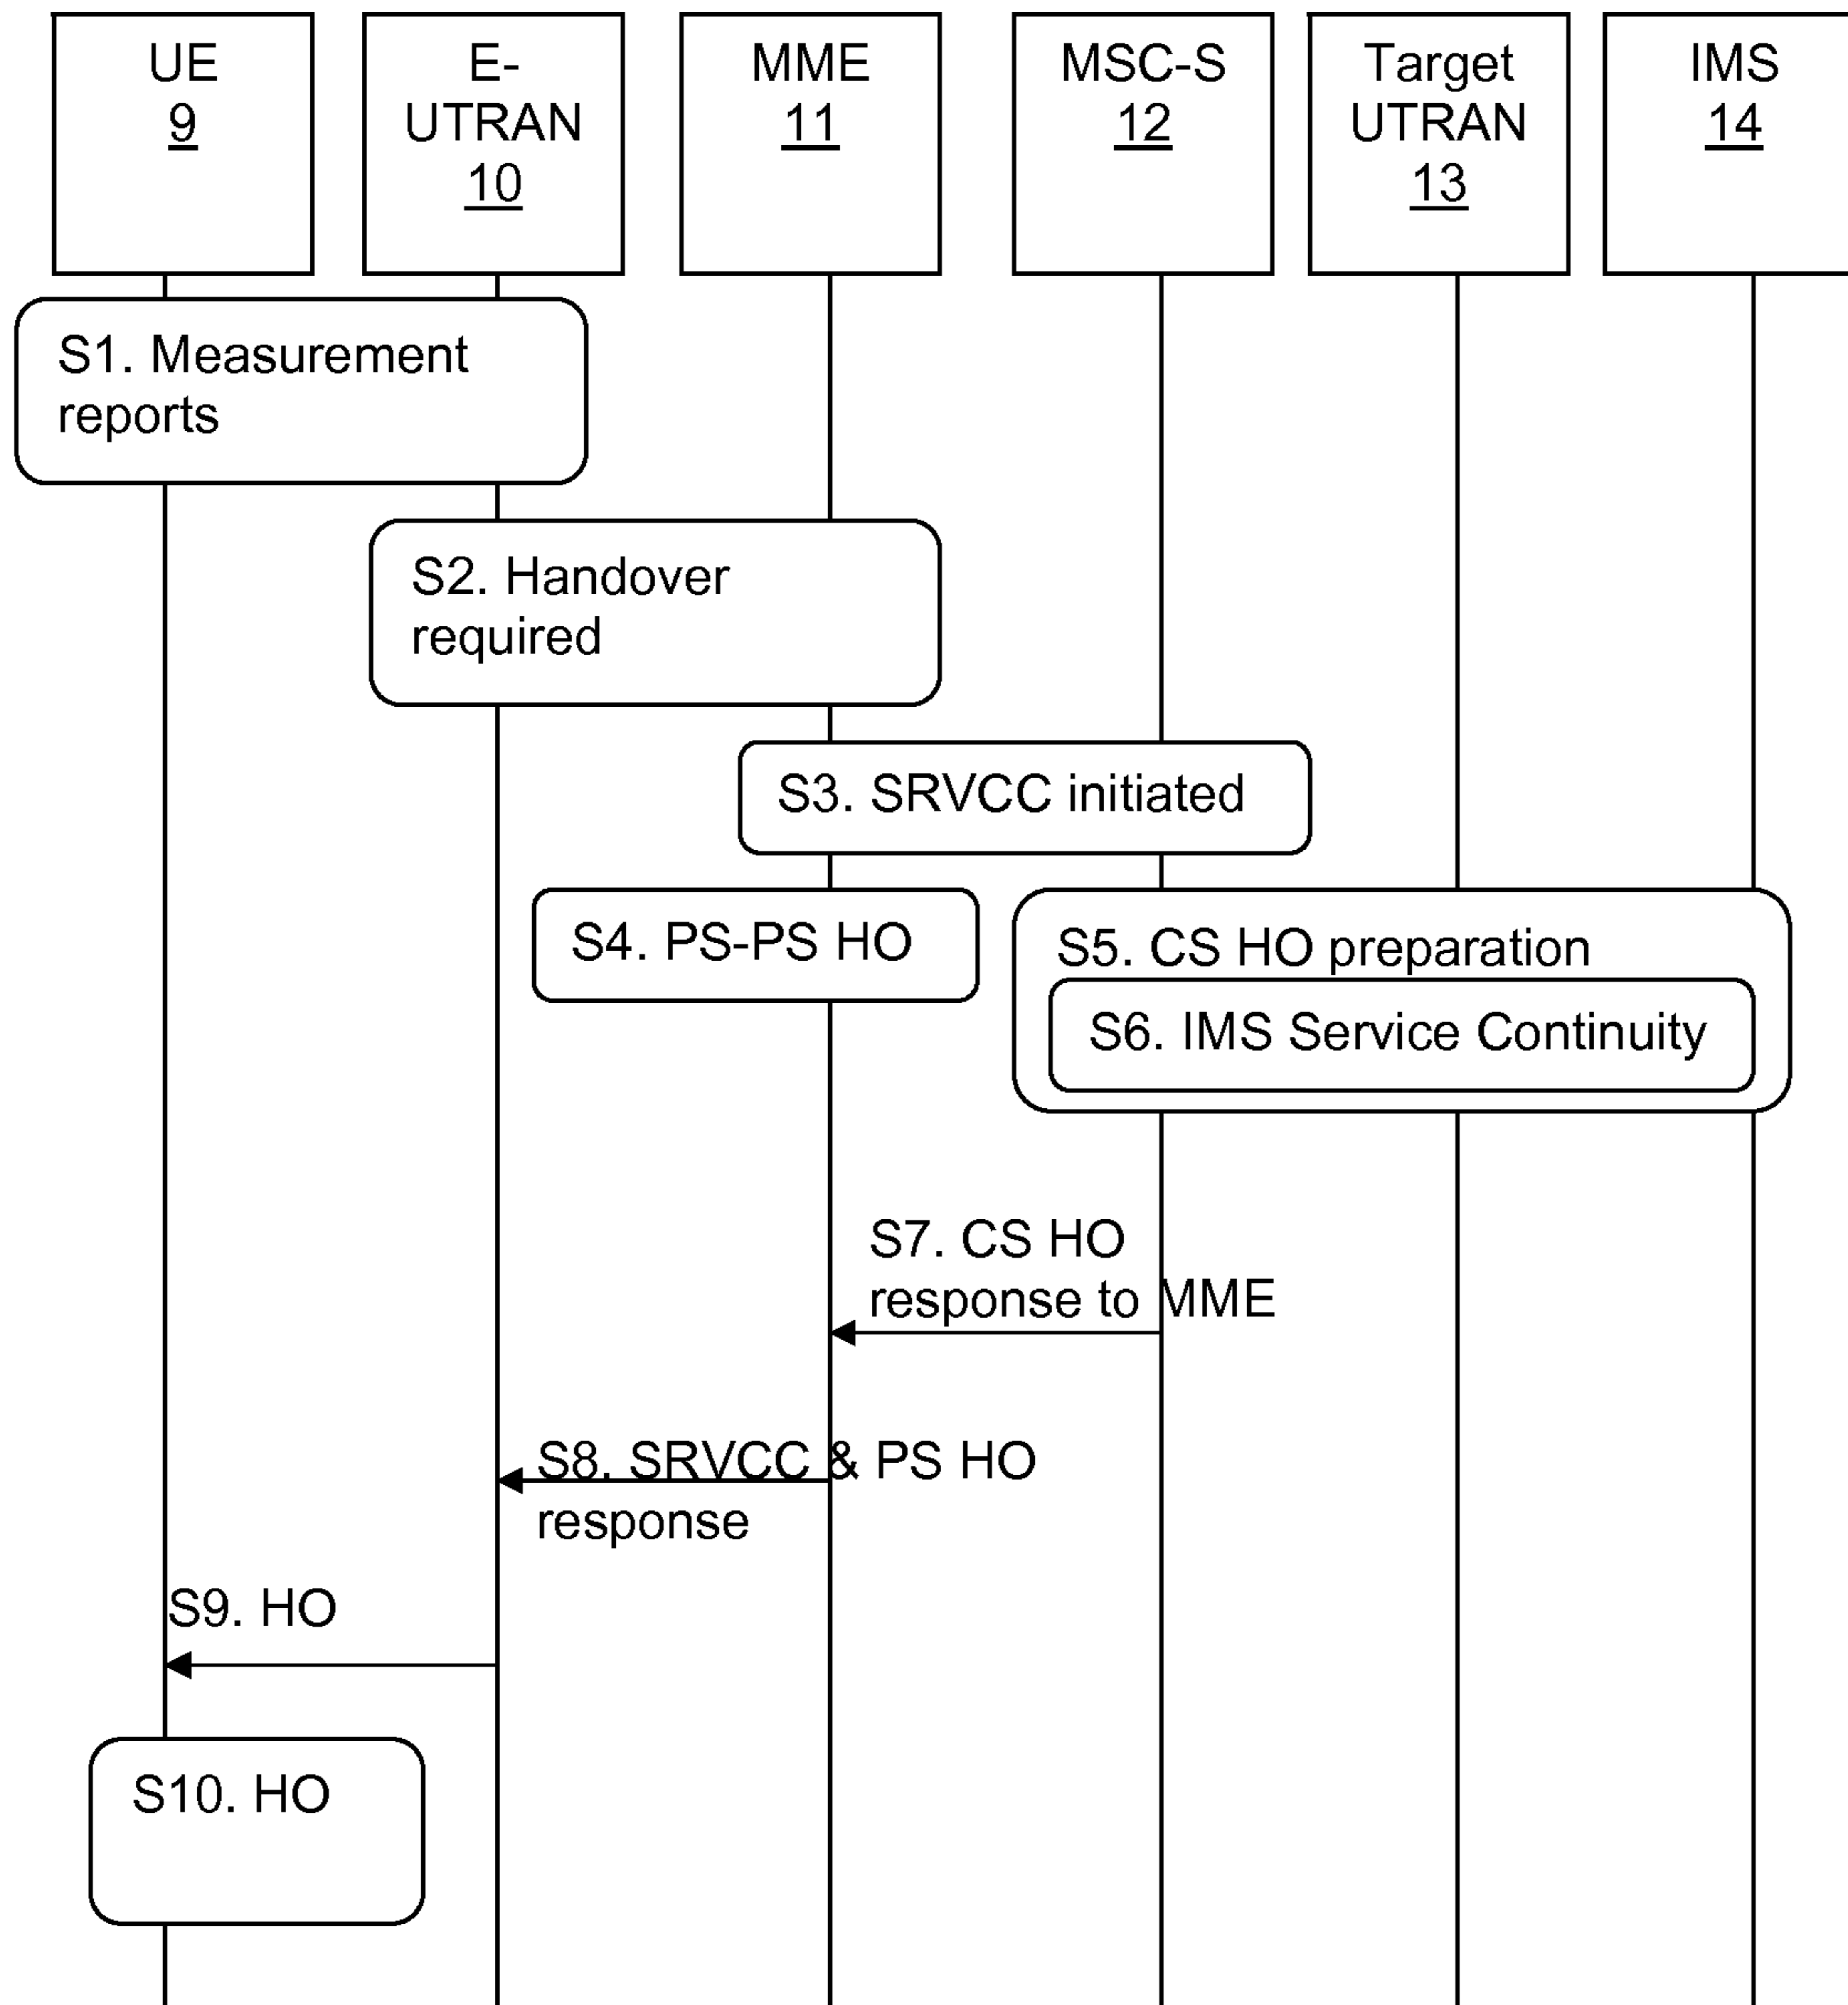 UE
9
E-
UTRAN
10
MME
11
MSC-S
12
Target
UTRAN
13
IMS
14
S1. Measurement
reports
S2. Handover
required
S3. SRVCC initiated
S4. PS-PS HO
S5. CS HO preparation
S6. IMS Service Continuity
S7. CS HO
response to MME
S8. SRVCC & PS HO
response
S9. HO
S10. HO